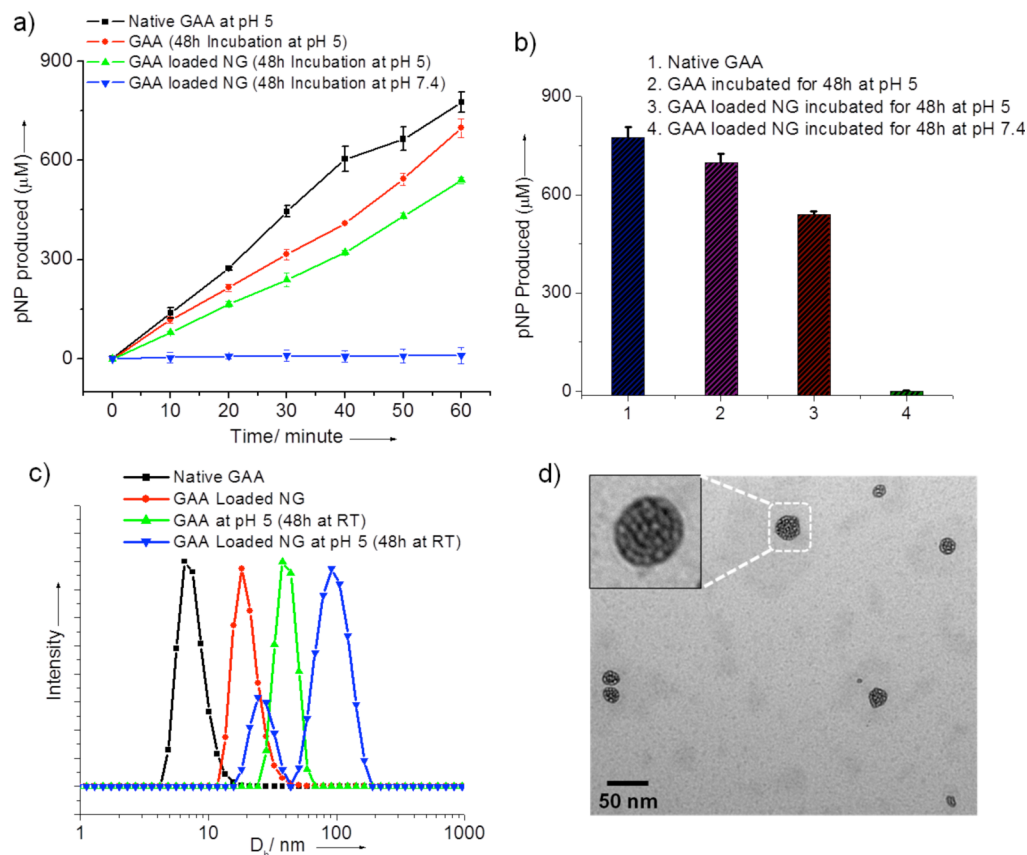 a)
Native GAA at pH 5
GAA (48h Incubation at pH 5)
GAA loaded NG (48h Incubation at pH 5)
GAA loaded NG (48h Incubation at pH 7.4)
900
600
300
0
pNP produced (μM)
0 10 20 30 40 50 60
Time/ minute
b)
1. Native GAA
2. GAA incubated for 48h at pH 5
3. GAA loaded NG incubated for 48h at pH 5
4. GAA loaded NG incubated for 48h at pH 7.4
900
600
300
0
pNP Produced (μM)
1 2 3 4
c)
Native GAA
GAA Loaded NG
GAA at pH 5 (48h at RT)
GAA Loaded NG at pH 5 (48h at RT)
Intensity
1 10 100 1000
Dh/ nm
d)
50 nm